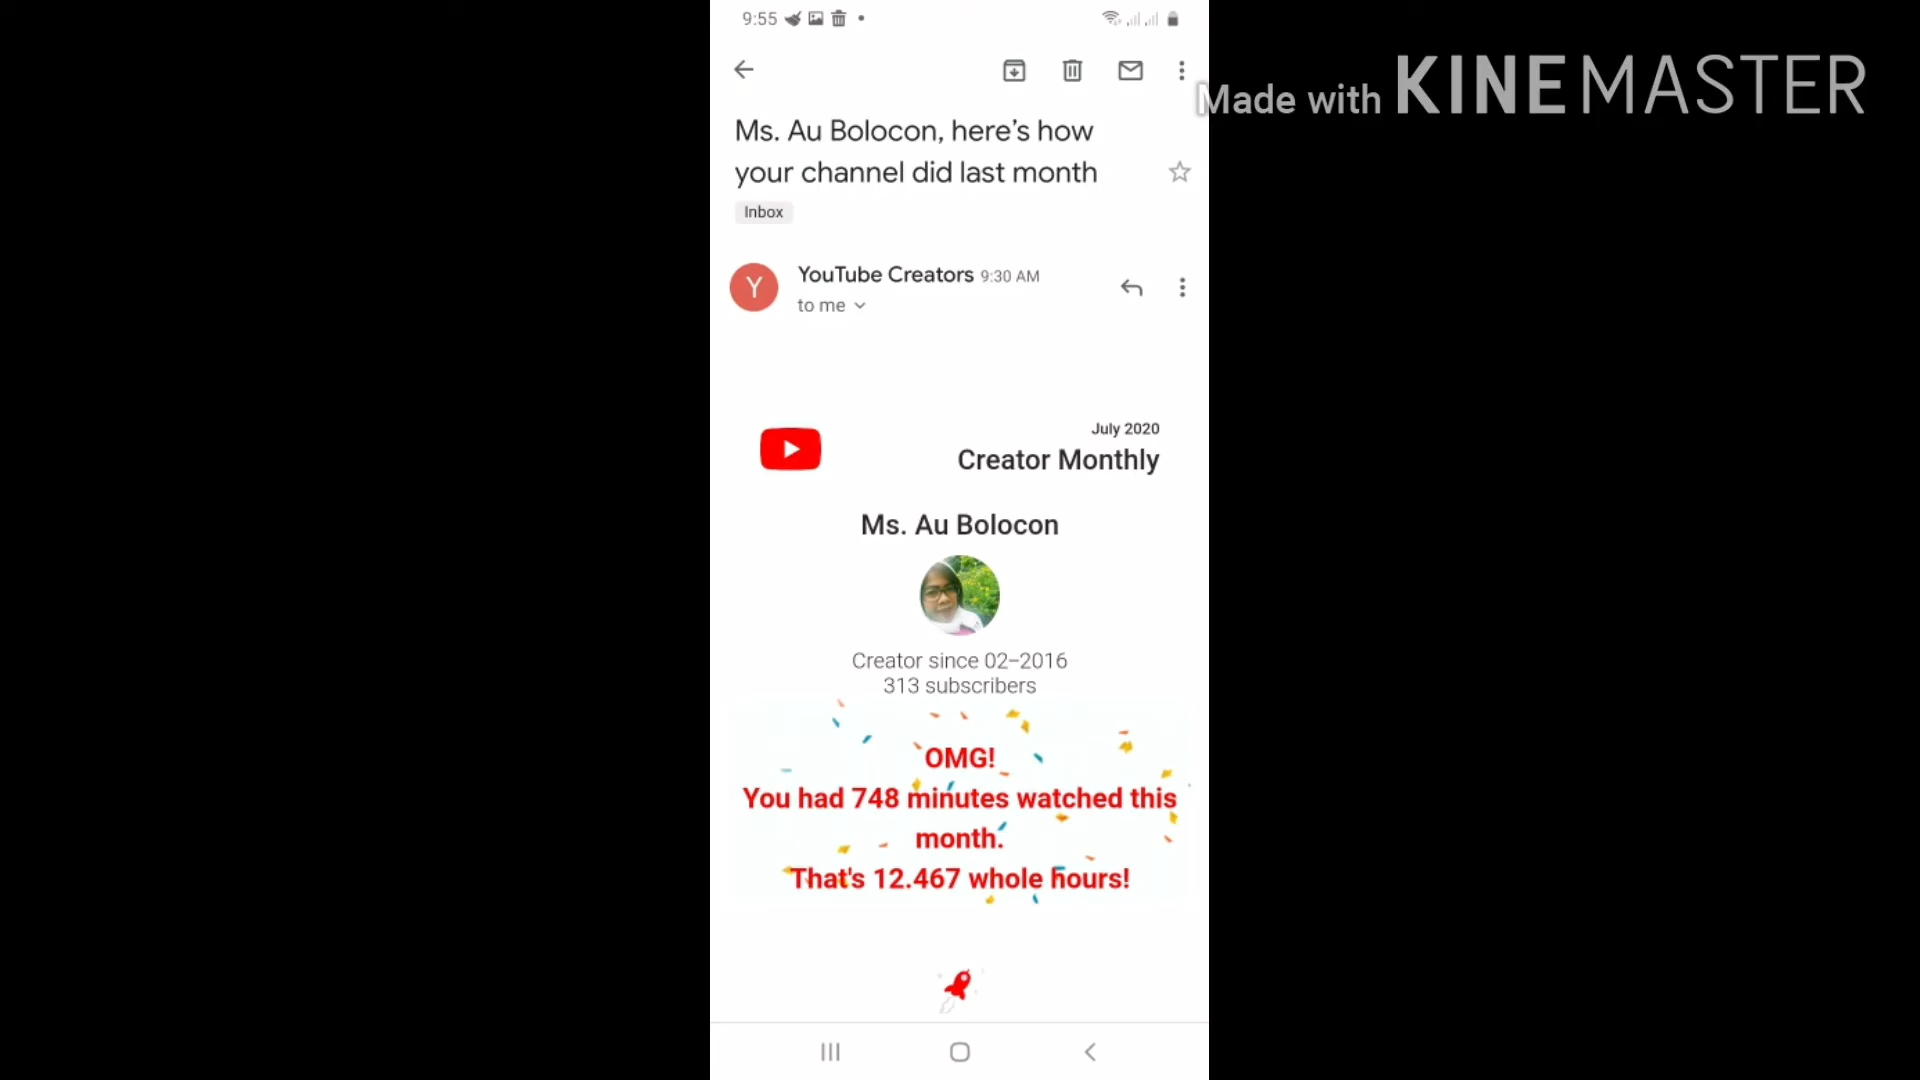 9:55
Made with KINEMASTER
Ms. Au Bolocon, here’s how
your channel did last month
Inbox
Y
YouTube Creators 9:30 AM
to me
July 2020
Creator Monthly
Ms. Au Bolocon
Creator since 02–2016
313 subscribers
OMG!
You had 748 minutes watched this
month.
That's 12.467 whole hours!